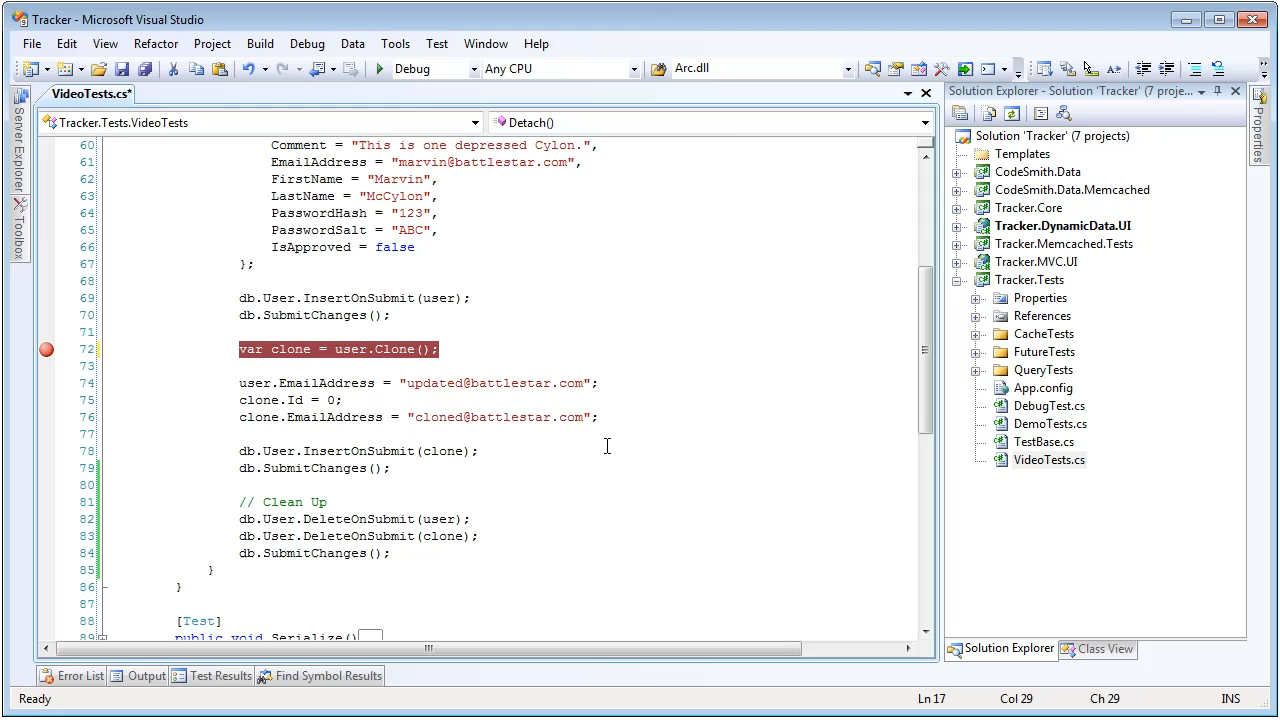 Tracker - Microsoft Visual Studio
File Edit View Refactor Project Build Debug Data Tools Test Window Help
Debug Any CPU Arc.dll
Server Explorer
Toolbox
VideoTests.cs*
Tracker.Tests.VideoTests Detach()
60 Comment = "This is one depressed Cylon.",
61 EmailAddress = "marvin@battlestar.com",
62 FirstName = "Marvin",
63 LastName = "McCylon",
64 PasswordHash = "123",
65 PasswordSalt = "ABC",
66 IsApproved = false
67 };
68
69 db.User.InsertOnSubmit(user);
70 db.SubmitChanges();
71
72 var clone = user.Clone();
73
74 user.EmailAddress = "updated@battlestar.com";
75 clone.Id = 0;
76 clone.EmailAddress = "cloned@battlestar.com";
77
78 db.User.InsertOnSubmit(clone);
79 db.SubmitChanges();
80
81 // Clean Up
82 db.User.DeleteOnSubmit(user);
83 db.User.DeleteOnSubmit(clone);
84 db.SubmitChanges();
85 }
86 }
87
88 [Test]
89 public void Serialize()...
Solution Explorer - Solution 'Tracker' (7 proje...
Solution 'Tracker' (7 projects)
Templates
CodeSmith.Data
CodeSmith.Data.Memcached
Tracker.Core
Tracker.DynamicData.UI
Tracker.Memcached.Tests
Tracker.MVC.UI
Tracker.Tests
Properties
References
CacheTests
FutureTests
QueryTests
App.config
DebugTest.cs
DemoTests.cs
TestBase.cs
VideoTests.cs
Solution Explorer Class View
Properties
Error List Output Test Results Find Symbol Results
Ready Ln 17 Col 29 Ch 29 INS